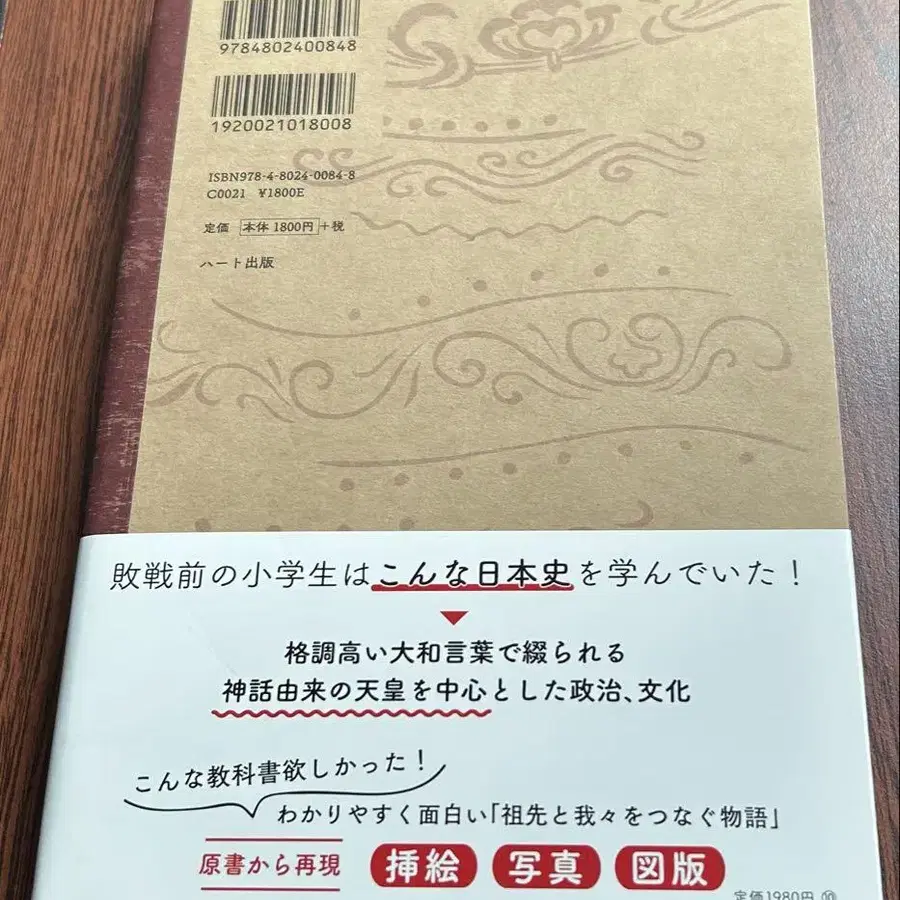 9784802400848
1920021018008
ISBN978-4-8024-0084-8
C0021 ¥1800E
定価 本体 1800円+税
ハート出版
敗戦前の小学生はこんな日本史を学んでいた!
格調高い大和言葉で綴られる
神話由来の天皇を中心とした政治、文化
こんな教科書欲しかった!
わかりやすく面白い「祖先と我々をつなぐ物語」
原書から再現 挿絵 写真 図版
定価1980円 ⑩